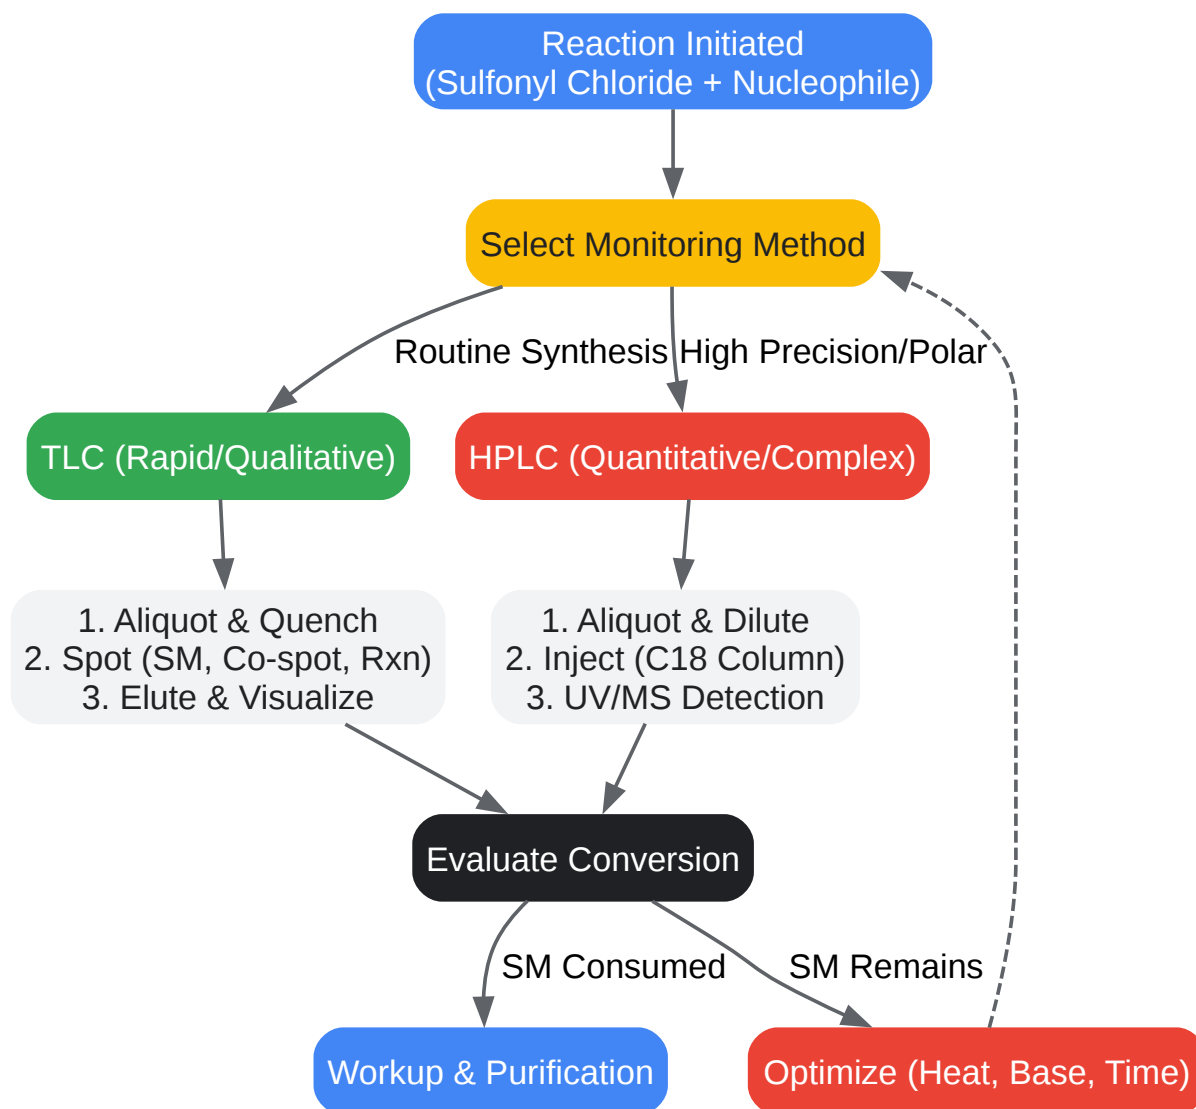 Reaction Initiated
(Sulfonyl Chloride + Nucleophile)
Select Monitoring Method
Routine Synthesis
High Precision/Polar
TLC (Rapid/Qualitative)
HPLC (Quantitative/Complex)
1. Aliquot & Quench
2. Spot (SM, Co-spot, Rxn)
3. Elute & Visualize
1. Aliquot & Dilute
2. Inject (C18 Column)
3. UV/MS Detection
Evaluate Conversion
SM Consumed
SM Remains
Workup & Purification
Optimize (Heat, Base, Time)